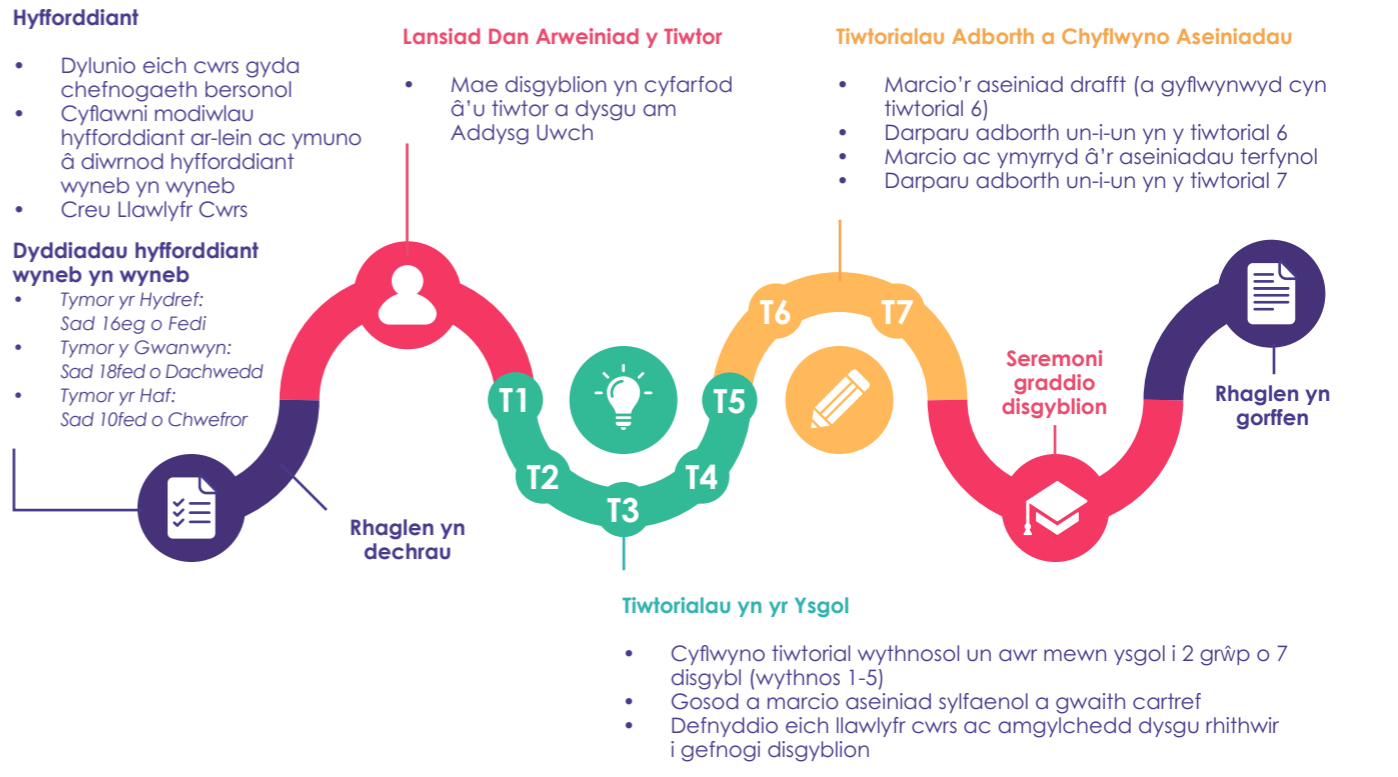 Hyfforddiant
• Dylunio eich cwrs gyda
chefnogaeth bersonol
• Cyflawni modiwlau
hyfforddiant ar-lein ac ymuno
â diwrnod hyfforddiant
wyneb yn wyneb
• Creu Llawlyfr Cwrs
Dyddiadau hyfforddiant
wyneb yn wyneb
• Tymor yr Hydref:
Sad 16eg o Fedi
• Tymor y Gwanwyn:
Sad 18fed o Dachwedd
• Tymor yr Haf:
Sad 10fed o Chwefror
Rhaglen yn
dechrau
Lansiad Dan Arweiniad y Tiwtor
• Mae disgyblion yn cyfarfod
â'u tiwtor a dysgu am
Addysg Uwch
T1
T2
T3
T4
T5
Tiwtorialau yn yr Ysgol
• Cyflwyno tiwtorial wythnosol un awr mewn ysgol i 2 grŵp o 7
disgybl (wythnos 1-5)
• Gosod a marcio aseiniad sylfaenol a gwaith cartref
• Defnyddio eich llawlyfr cwrs ac amgylchedd dysgu rhithwir
i gefnogi disgyblion
Tiwtorialau Adborth a Chyflwyno Aseiniadau
• Marcio'r aseiniad drafft (a gyflwynwyd cyn
tiwtorial 6)
• Darparu adborth un-i-un yn y tiwtorial 6
• Marcio ac ymyrryd â'r aseiniadau terfynol
• Darparu adborth un-i-un yn y tiwtorial 7
T6
T7
Seremoni
graddio
disgyblion
Rhaglen yn
gorffen